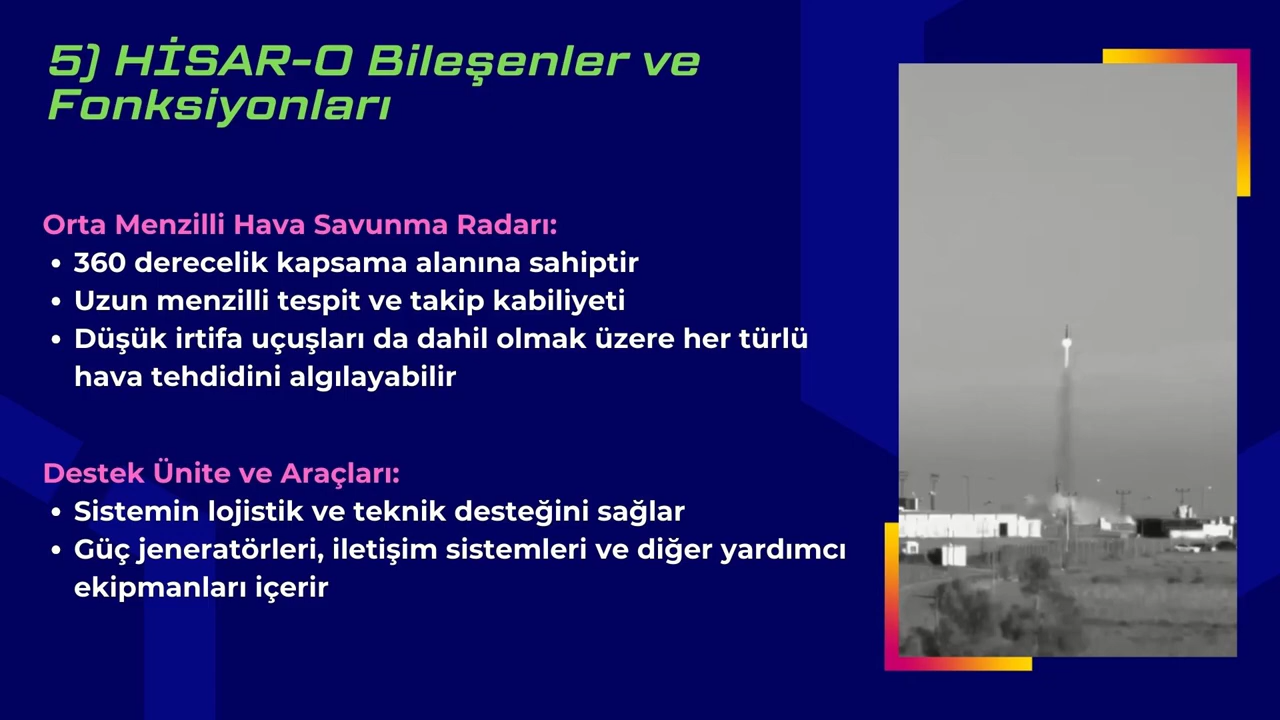 5) HİSAR-O Bileşenler ve
Fonksiyonları
Orta Menzilli Hava Savunma Radarı:
• 360 derecelik kapsama alanına sahiptir
• Uzun menzilli tespit ve takip kabiliyeti
• Düşük irtifa uçuşları da dahil olmak üzere her türlü
hava tehdidini algılayabilir
Destek Ünite ve Araçları:
• Sistemin lojistik ve teknik desteğini sağlar
• Güç jeneratörleri, iletişim sistemleri ve diğer yardımcı
ekipmanları içerir